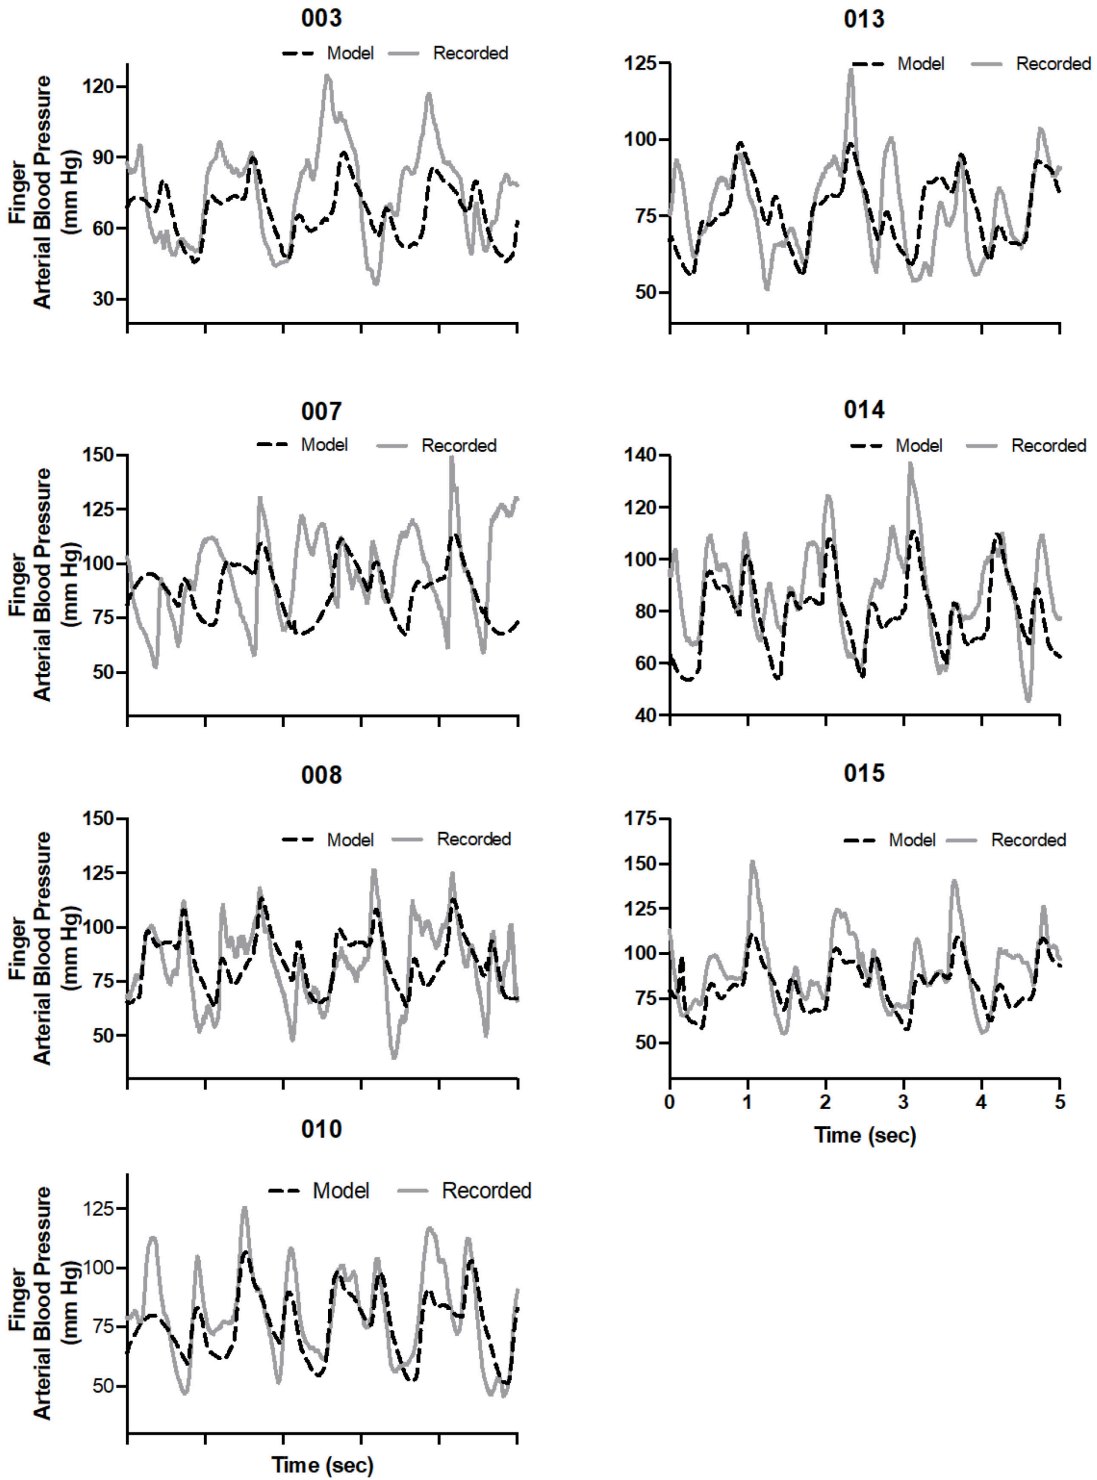 003
Model Recorded
Finger
Arterial Blood Pressure
(mm Hg)
120
90
60
30
013
Model Recorded
125
100
75
50
007
Model Recorded
Finger
Arterial Blood Pressure
(mm Hg)
150
125
100
75
50
014
Model Recorded
140
120
100
80
60
40
008
Model Recorded
Finger
Arterial Blood Pressure
(mm Hg)
150
125
100
75
50
015
Model Recorded
175
150
125
100
75
50
0 1 2 3 4 5
Time (sec)
010
Model Recorded
Finger
Arterial Blood Pressure
(mm Hg)
125
100
75
50
Time (sec)